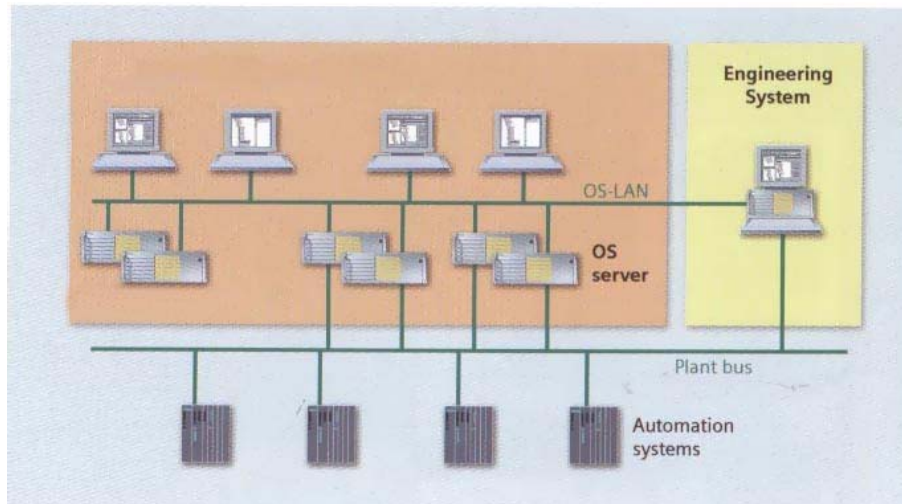 Engineering
System
OS-LAN
OS
server
Plant bus
Automation
systems